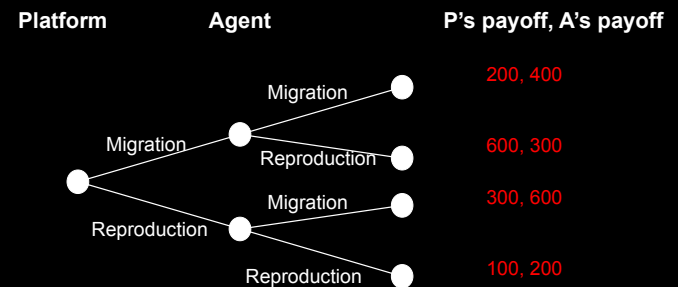 Platform Agent P's payoff, A's payoff
200, 400
Migration
Migration
600, 300
Reproduction
Migration
300, 600
Reproduction
100, 200
Reproduction